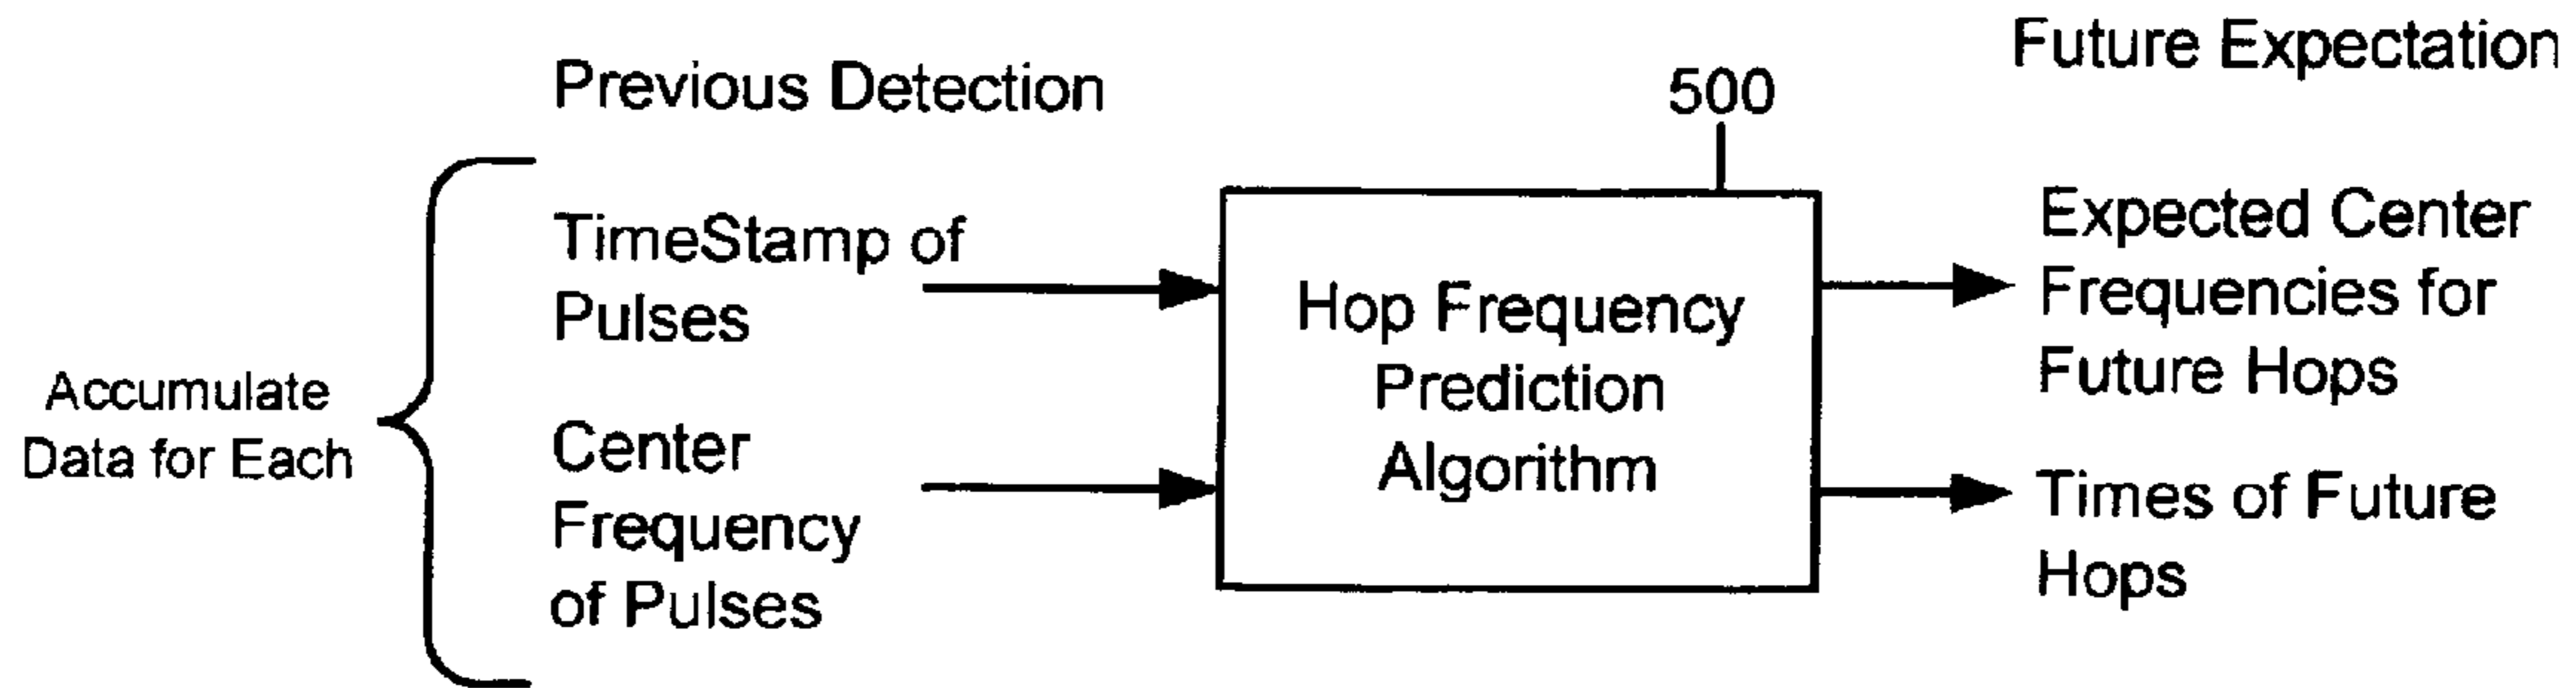 Previous Detection
500
Future Expectation
Accumulate
Data for Each
TimeStamp of
Pulses
Center
Frequency
of Pulses
Hop Frequency
Prediction
Algorithm
Expected Center
Frequencies for
Future Hops
Times of Future
Hops